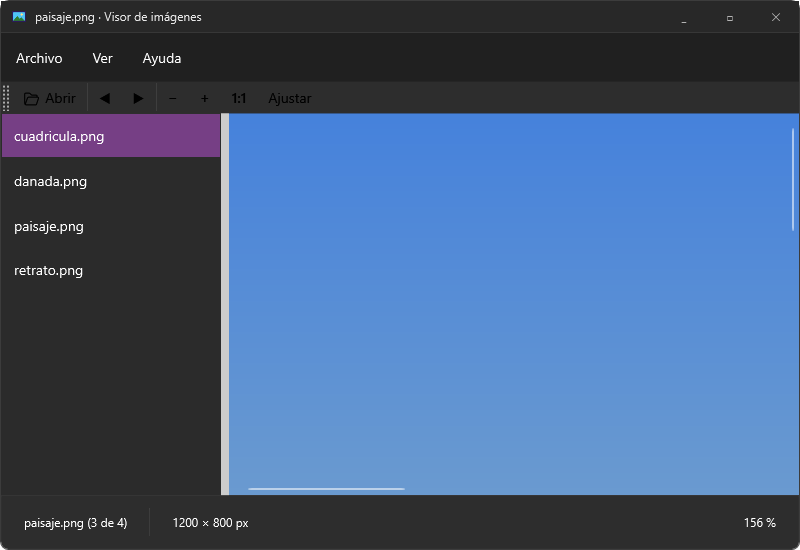 paisaje.png · Visor de imágenes
Archivo Ver Ayuda
Abrir − + 1:1 Ajustar
cuadricula.png
danada.png
paisaje.png
retrato.png
paisaje.png (3 de 4) 1200 × 800 px 156 %